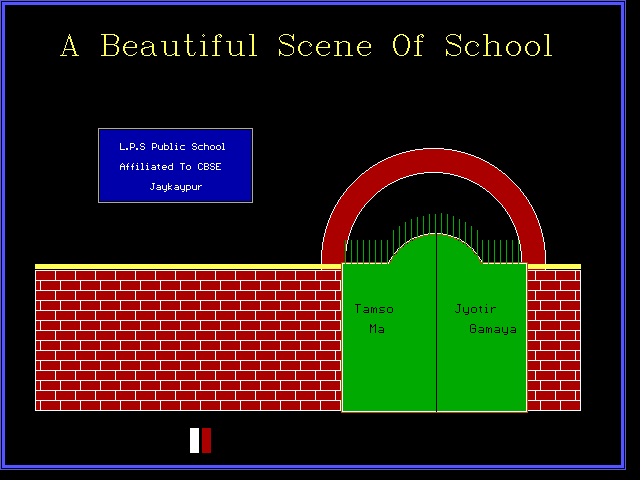 A Beautiful Scene Of School
L.P.S Public School
Affiliated To CBSE
Jaykaypur
Tamso Jyotir
Ma Gamaya